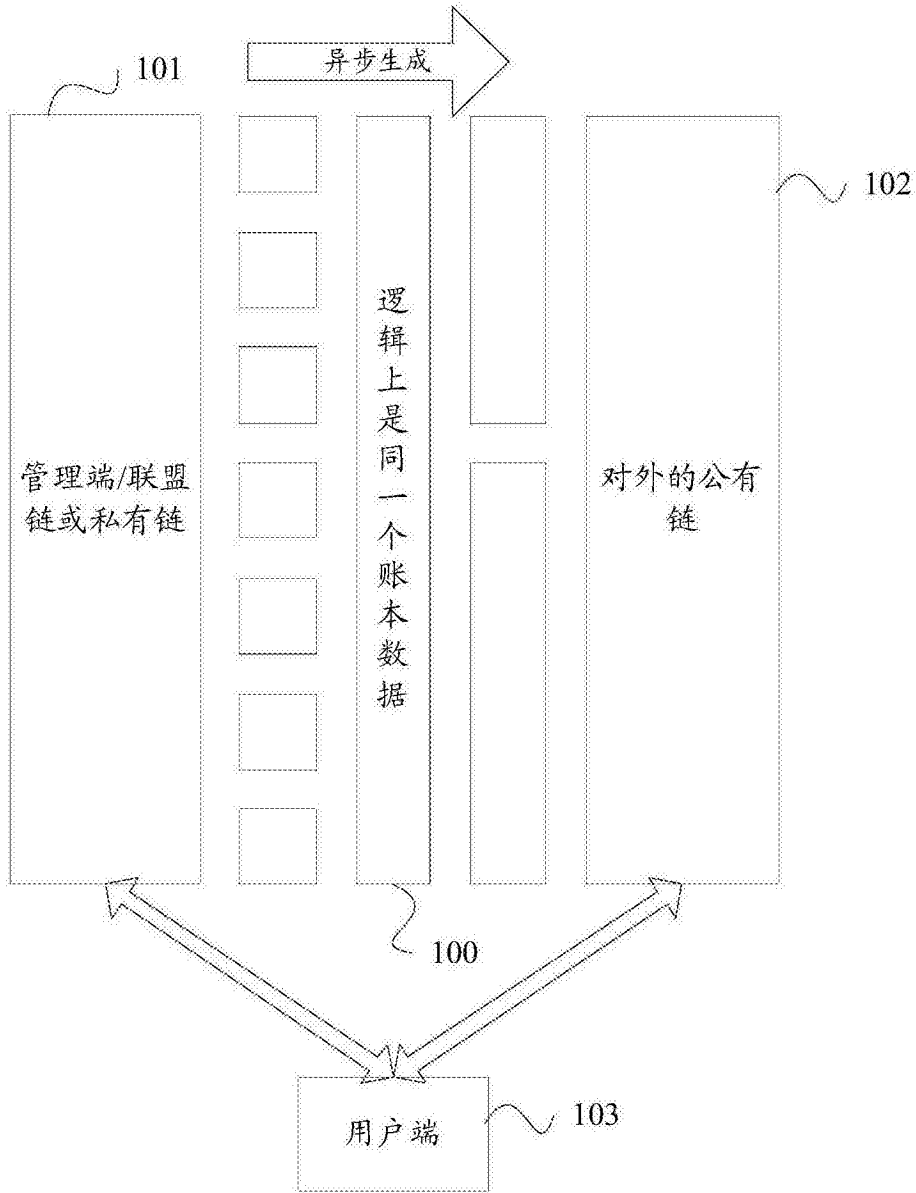 异步生成
101
102
管理端/联盟
链或私有链
逻辑上是同一个账本数据
对外的公有
链
100
用户端
103